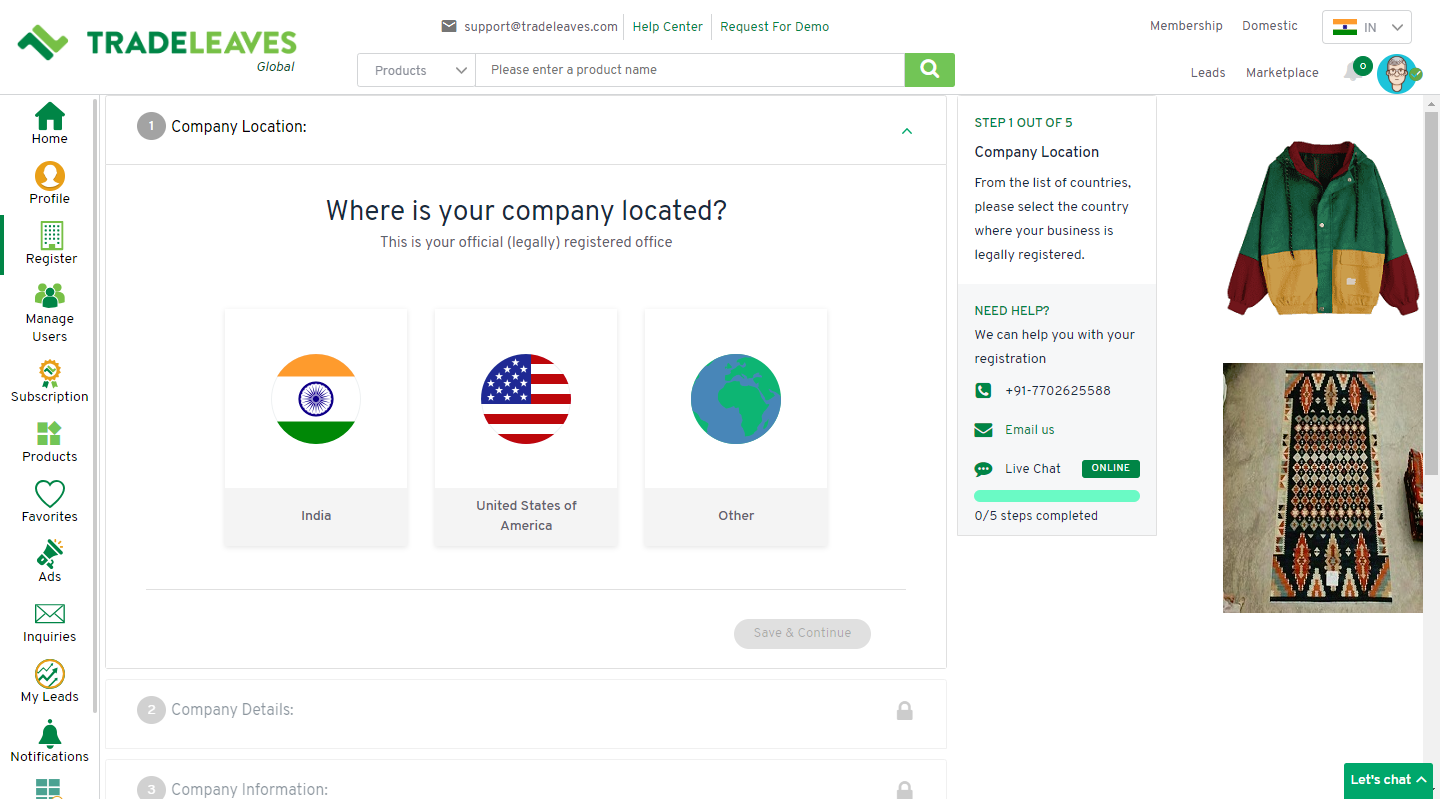 TRADELEAVES
Global
support@tradeleaves.com
Help Center
Request For Demo
Membership
Domestic
IN
Products
Please enter a product name
Leads
Marketplace
0
Home
Profile
Register
Manage
Users
Subscription
Products
Favorites
Ads
Inquiries
My Leads
Notifications
1 Company Location:
Where is your company located?
This is your official (legally) registered office
India
United States of
America
Other
Save & Continue
2 Company Details:
3 Company Information:
STEP 1 OUT OF 5
Company Location
From the list of countries,
please select the country
where your business is
legally registered.
NEED HELP?
We can help you with your
registration
+91-7702625588
Email us
Live Chat
ONLINE
0/5 steps completed
Let's chat